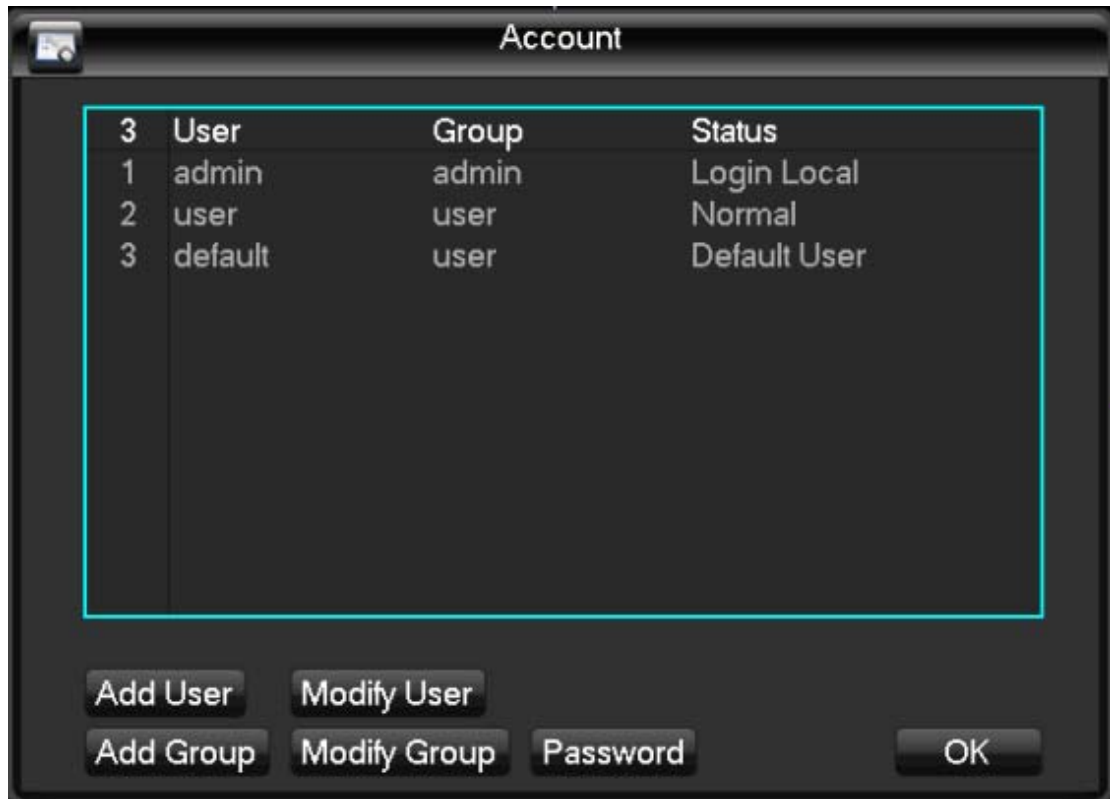 Account
3 User Group Status
1 admin admin Login Local
2 user user Normal
3 default user Default User
Add User Modify User
Add Group Modify Group Password OK